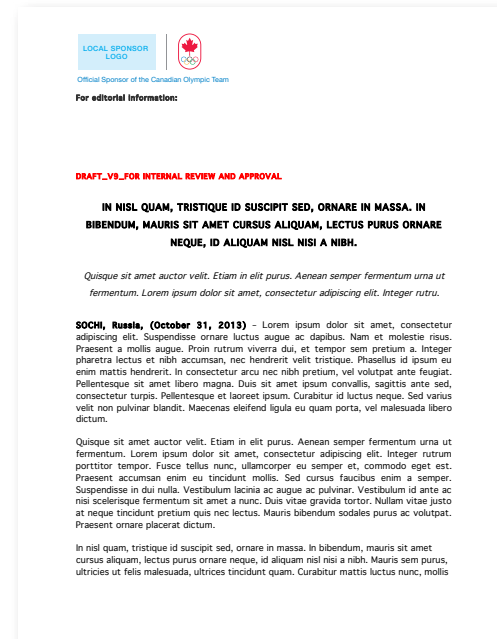 LOCAL SPONSOR
LOGO
Official Sponsor of the Canadian Olympic Team
For editorial information:
DRAFT_V9_FOR INTERNAL REVIEW AND APPROVAL
IN NISL QUAM, TRISTIQUE ID SUSCIPIT SED, ORNARE IN MASSA. IN
BIBENDUM, MAURIS SIT AMET CURSUS ALIQUAM, LECTUS PURUS ORNARE
NEQUE, ID ALIQUAM NISL NISI A NIBH.
Quisque sit amet auctor velit. Etiam in elit purus. Aenean semper fermentum urna ut
fermentum. Lorem ipsum dolor sit amet, consectetur adipiscing elit. Integer rutru.
SOCHI, Russia, (October 31, 2013) – Lorem ipsum dolor sit amet, consectetur
adipiscing elit. Suspendisse ornare luctus augue ac dapibus. Nam et molestie risus.
Praesent a mollis augue. Proin rutrum viverra dui, et tempor sem pretium a. Integer
pharetra lectus et nibh accumsan, nec hendrerit velit tristique. Phasellus id ipsum eu
enim mattis hendrerit. In consectetur arcu nec nibh pretium, vel volutpat ante feugiat.
Pellentesque sit amet libero magna. Duis sit amet ipsum convallis, sagittis ante sed,
consectetur turpis. Pellentesque et laoreet ipsum. Curabitur id luctus neque. Sed varius
velit non pulvinar blandit. Maecenas eleifend ligula eu quam porta, vel malesuada libero
dictum.
Quisque sit amet auctor velit. Etiam in elit purus. Aenean semper fermentum urna ut
fermentum. Lorem ipsum dolor sit amet, consectetur adipiscing elit. Integer rutrum
porttitor tempor. Fusce tellus nunc, ullamcorper eu semper et, commodo eget est.
Praesent accumsan enim eu tincidunt mollis. Sed cursus faucibus enim a semper.
Suspendisse in dui nulla. Vestibulum lacinia ac augue ac pulvinar. Vestibulum id ante ac
nisi scelerisque fermentum sit amet a nunc. Duis vitae gravida tortor. Nullam vitae justo
at neque tincidunt pretium quis nec lectus. Mauris bibendum sodales purus ac volutpat.
Praesent ornare placerat dictum.
In nisl quam, tristique id suscipit sed, ornare in massa. In bibendum, mauris sit amet
cursus aliquam, lectus purus ornare neque, id aliquam nisl nisi a nibh. Mauris sem purus,
ultricies ut felis malesuada, ultrices tincidunt quam. Curabitur mattis luctus nunc, mollis